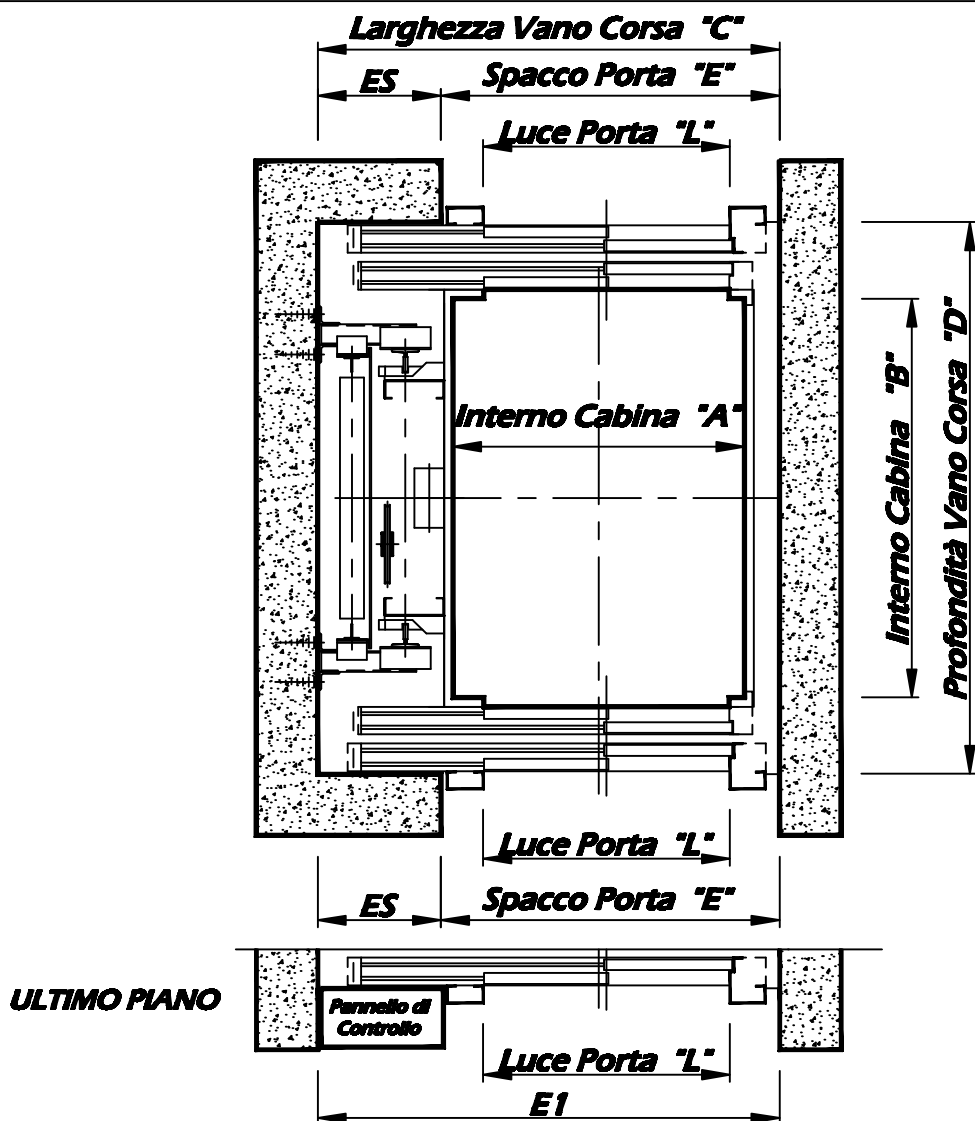 Larghezza Vano Corsa "C"
ES
Spacco Porta "E"
Luce Porta "L"
Interno Cabina "A"
Interno Cabina "B"
Profondità Vano Corsa "D"
Luce Porta "L"
ES
Spacco Porta "E"
ULTIMO PIANO
Pannello di
Controllo
Luce Porta "L"
E1